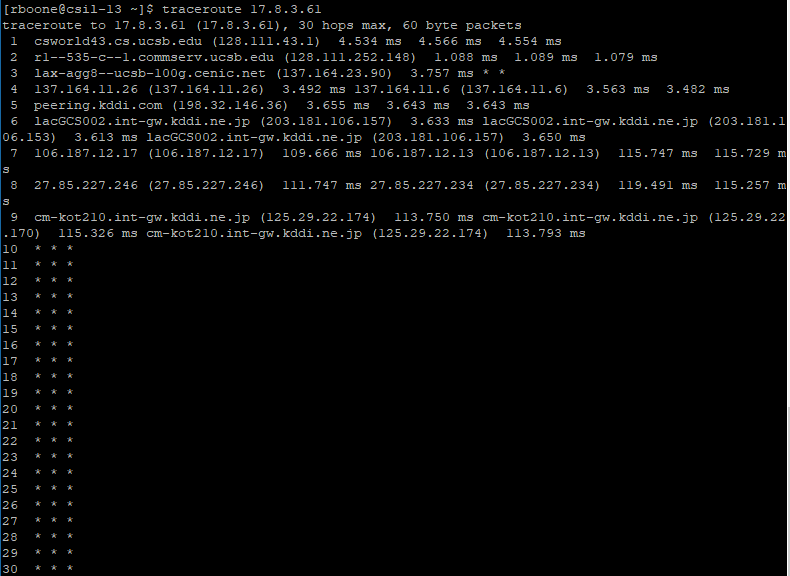 [rboone@csil-13 ~]$ traceroute 17.8.3.61
traceroute to 17.8.3.61 (17.8.3.61), 30 hops max, 60 byte packets
 1  csworld43.cs.ucsb.edu (128.111.43.1)  4.534 ms  4.566 ms  4.554 ms
 2  r1--535-c--1.commserv.ucsb.edu (128.111.252.148)  1.088 ms  1.089 ms  1.079 ms
 3  lax-agg8--ucsb-100g.cenic.net (137.164.23.90)  3.757 ms * *
 4  137.164.11.26 (137.164.11.26)  3.492 ms 137.164.11.6 (137.164.11.6)  3.563 ms  3.482 ms
 5  peering.kddi.com (198.32.146.36)  3.655 ms  3.643 ms  3.643 ms
 6  lacGCS002.int-gw.kddi.ne.jp (203.181.106.157)  3.633 ms lacGCS002.int-gw.kddi.ne.jp (203.181.1
06.153)  3.613 ms lacGCS002.int-gw.kddi.ne.jp (203.181.106.157)  3.650 ms
 7  106.187.12.17 (106.187.12.17)  109.666 ms 106.187.12.13 (106.187.12.13)  115.747 ms  115.729 m
s
 8  27.85.227.246 (27.85.227.246)  111.747 ms 27.85.227.234 (27.85.227.234)  119.491 ms  115.257 m
s
 9  cm-kot210.int-gw.kddi.ne.jp (125.29.22.174)  113.750 ms cm-kot210.int-gw.kddi.ne.jp (125.29.22
.170)  115.326 ms cm-kot210.int-gw.kddi.ne.jp (125.29.22.174)  113.793 ms
10  * * *
11  * * *
12  * * *
13  * * *
14  * * *
15  * * *
16  * * *
17  * * *
18  * * *
19  * * *
20  * * *
21  * * *
22  * * *
23  * * *
24  * * *
25  * * *
26  * * *
27  * * *
28  * * *
29  * * *
30  * * *